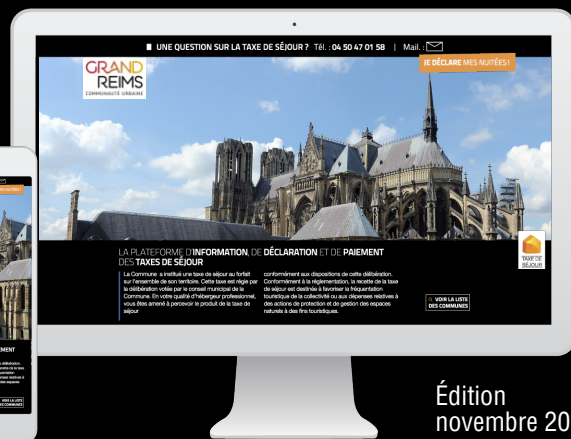 ■ UNE QUESTION SUR LA TAXE DE SÉJOUR ? Tél. : 04 50 47 01 58 | Mail. :
JE DÉCLARE MES NUITÉES !
GRAND
REIMS
COMMUNAUTÉ URBAINE
LA PLATEFORME D'INFORMATION, DE DÉCLARATION ET DE PAIEMENT
DES TAXES DE SÉJOUR
La Commune a institué une taxe de séjour au forfait
sur l'ensemble de son territoire. Cette taxe est régie par
la délibération votée par le conseil municipal de la
Commune. En votre qualité d'hébergeur professionnel,
vous êtes amené à percevoir le produit de la taxe de
séjour
conformément aux dispositions de cette délibération.
Conformément à la réglementation, la recette de la taxe
de séjour est destinée à favoriser la fréquentation
touristique de la collectivité ou aux dépenses relatives à
des actions de protection et de gestion des espaces
naturels à des fins touristiques.
TAXE DE
SÉJOUR
VOIR LA LISTE
DES COMMUNES
VOIR LA LISTE
DES COMMUNES
Édition
novembre 20